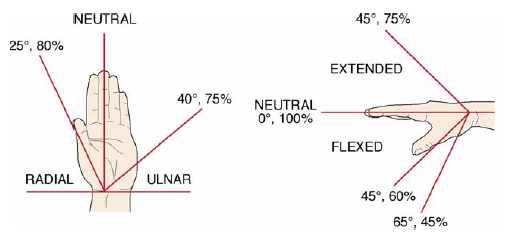 NEUTRAL
25°, 80%
40°, 75%
RADIAL
ULNAR
45°, 75%
EXTENDED
NEUTRAL
0°, 100%
FLEXED
45°, 60%
65°, 45%